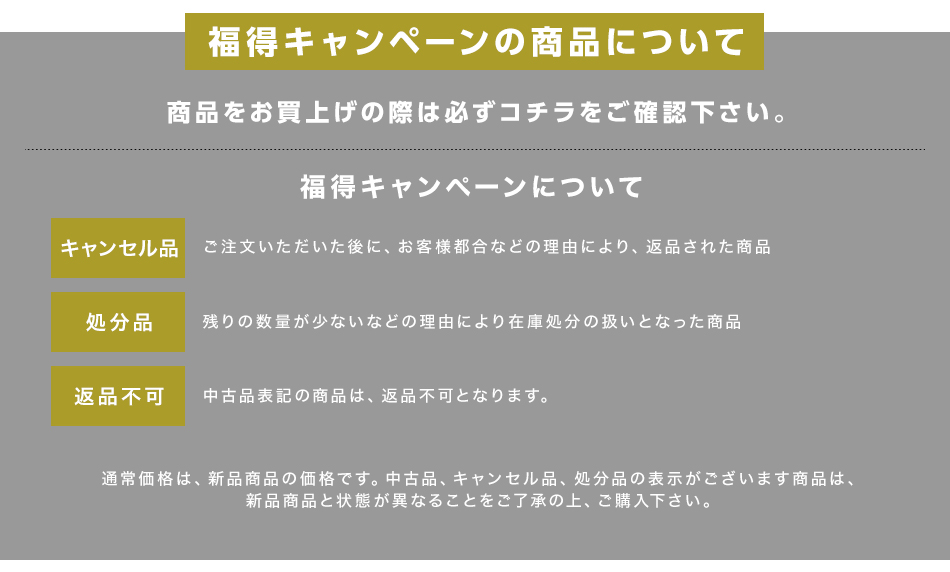 福得キャンペーンの商品について
商品をお買上げの際は必ずコチラをご確認下さい。
福得キャンペーンについて
キャンセル品
ご注文いただいた後に、お客様都合などの理由により、返品された商品
処分品
残りの数量が少ないなどの理由により在庫処分の扱いとなった商品
返品不可
中古品表記の商品は、返品不可となります。
通常価格は、新品商品の価格です。中古品、キャンセル品、処分品の表示がございます商品は、
新品商品と状態が異なることをご了承の上、ご購入下さい。